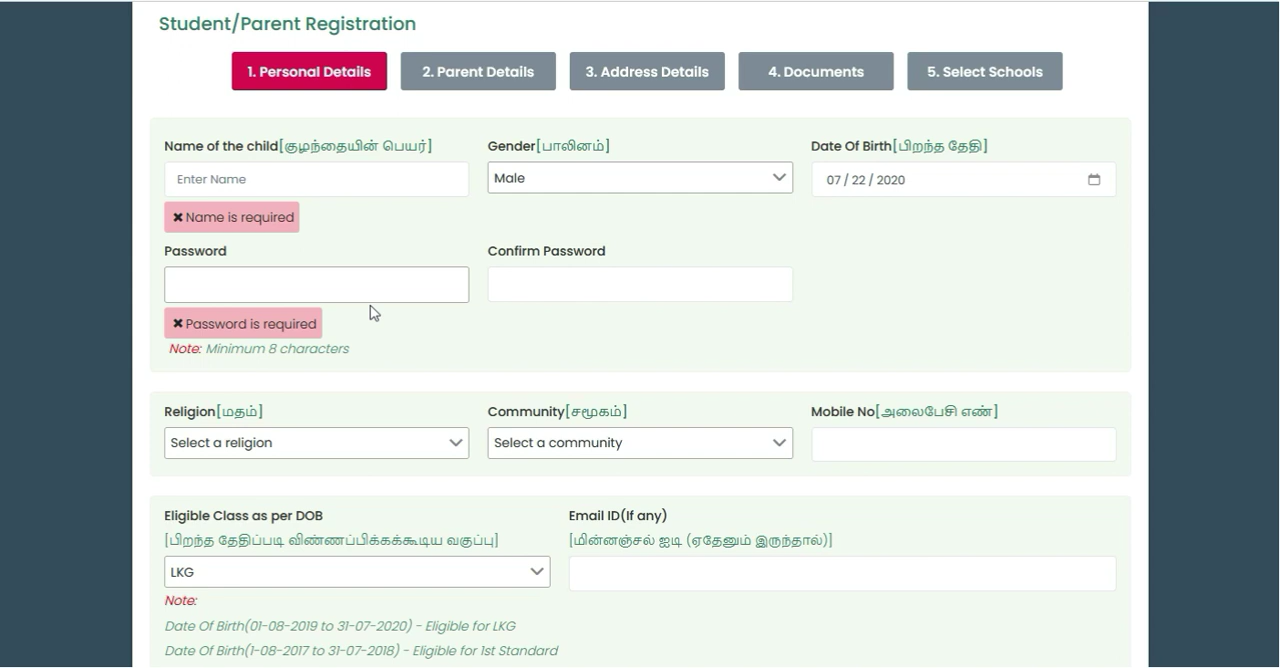 Student/Parent Registration
1. Personal Details 2. Parent Details 3. Address Details 4. Documents 5. Select Schools
Name of the child[குழந்தையின் பெயர்] Gender[பாலினம்] Date Of Birth[பிறந்த தேதி]
Enter Name Male 07 / 22 / 2020
✖ Name is required
Password Confirm Password
✖ Password is required
Note: Minimum 8 characters
Religion[மதம்] Community[சமூகம்] Mobile No[அலைபேசி எண்]
Select a religion Select a community
Eligible Class as per DOB Email ID(If any)
[பிறந்த தேதிப்படி விண்ணப்பிக்கக்கூடிய வகுப்பு] [மின்னஞ்சல் ஐடி (ஏதேனும் இருந்தால்)]
LKG
Note:
Date Of Birth(01-08-2019 to 31-07-2020) - Eligible for LKG
Date Of Birth(1-08-2017 to 31-07-2018) - Eligible for 1st Standard